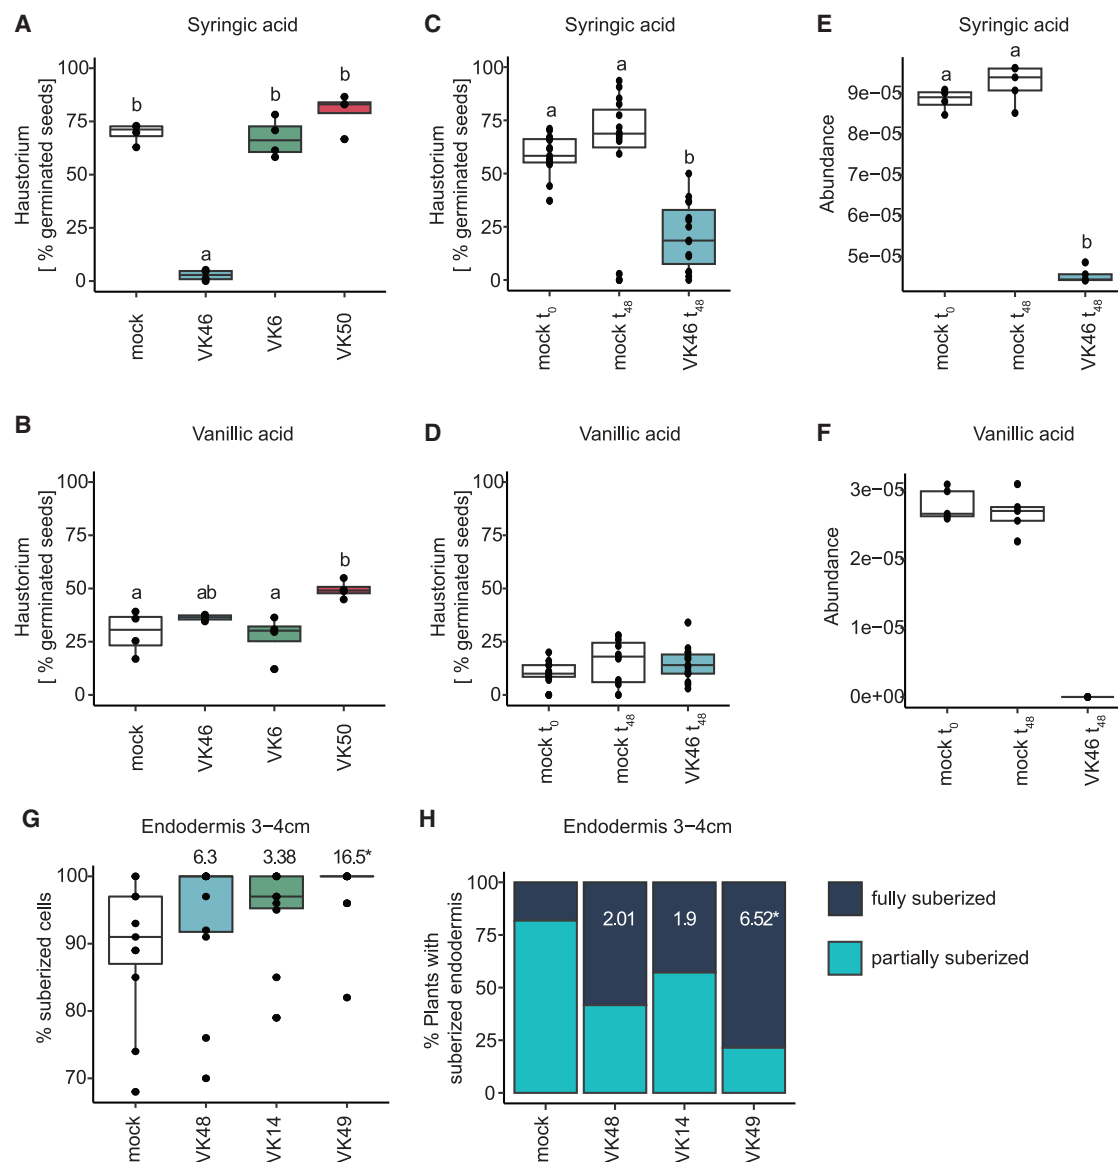 A
Syringic acid
Haustorium
[ % germinated seeds]
100
75
50
25
0
b
a
b
b
mock
VK46
VK6
VK50
C
Syringic acid
Haustorium
[ % germinated seeds]
100
75
50
25
0
a
a
b
mock t0
mock t48
VK46 t48
E
Syringic acid
Abundance
9e−05
8e−05
7e−05
6e−05
5e−05
a
a
b
mock t0
mock t48
VK46 t48
B
Vanillic acid
Haustorium
[ % germinated seeds]
100
75
50
25
0
a
ab
a
b
mock
VK46
VK6
VK50
D
Vanillic acid
Haustorium
[ % germinated seeds]
100
75
50
25
0
mock t0
mock t48
VK46 t48
F
Vanillic acid
Abundance
3e−05
2e−05
1e−05
0e+00
mock t0
mock t48
VK46 t48
G
Endodermis 3−4cm
% suberized cells
100
90
80
70
6.3
3.38
16.5*
mock
VK48
VK14
VK49
H
Endodermis 3−4cm
% Plants with
suberized endodermis
100
75
50
25
0
2.01
1.9
6.52*
mock
VK48
VK14
VK49
fully suberized
partially suberized